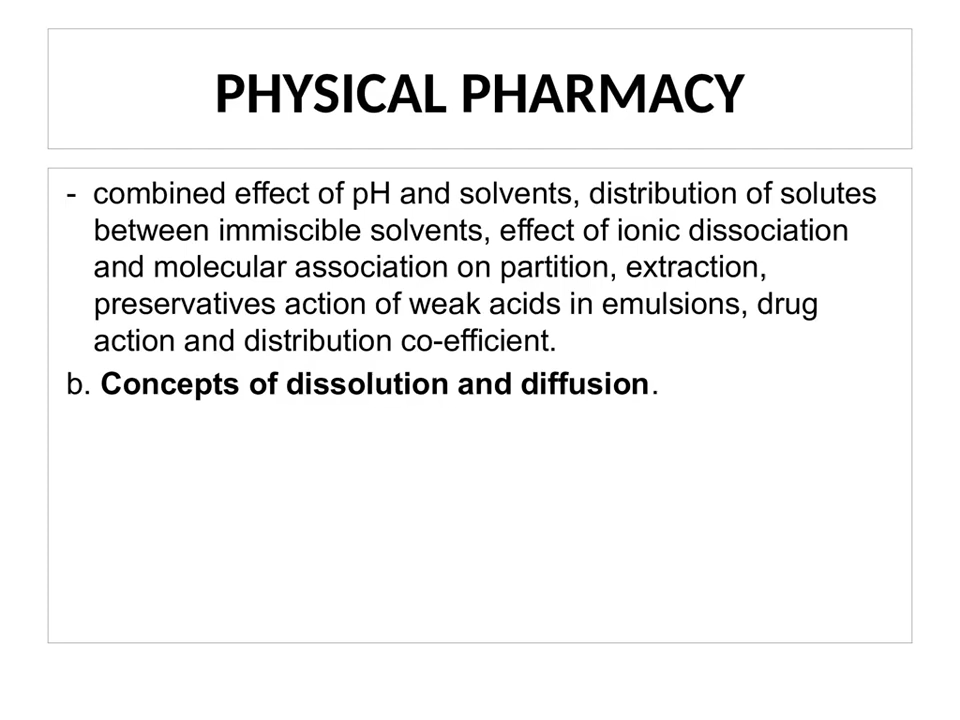 PHYSICAL PHARMACY
- combined effect of pH and solvents, distribution of solutes
between immiscible solvents, effect of ionic dissociation
and molecular association on partition, extraction,
preservatives action of weak acids in emulsions, drug
action and distribution co-efficient.
b. Concepts of dissolution and diffusion.